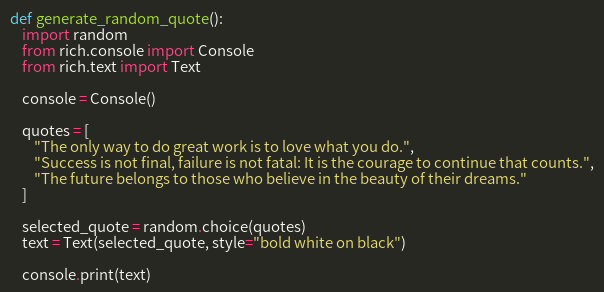 def generate_random_quote():
    import random
    from rich.console import Console
    from rich.text import Text

    console = Console()

    quotes = [
        "The only way to do great work is to love what you do.",
        "Success is not final, failure is not fatal: It is the courage to continue that counts.",
        "The future belongs to those who believe in the beauty of their dreams."
    ]

    selected_quote = random.choice(quotes)
    text = Text(selected_quote, style="bold white on black")

    console.print(text)